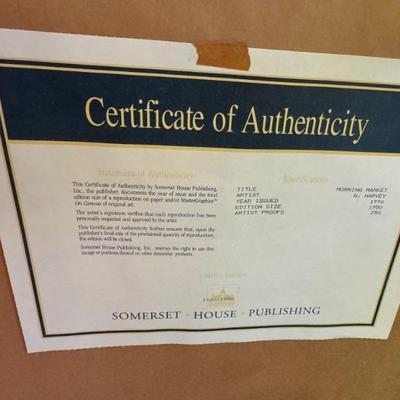 Certificate of Authenticity
Statement of Authenticity
This Certificate of Authenticity by Somerset House Publishing,
Inc., the publisher, documents the year of issue and the total
edition size of a reproduction on paper and/or MasterGraphics™
On Canvas of original art.
The artist's signature verifies that each reproduction has been
personally inspected and approved by the artist.
This Certificate of Authenticity further ensures that, upon the
publisher's final sale of the proclaimed quantity of reproductions,
the edition will be closed.
Somerset House Publishing, Inc., reserves the right to use this
image or portions thereof on other dissimilar products.
Specifications
TITLE MORNING MARKET
ARTIST G. HARVEY
YEAR ISSUED 1996
EDITION SIZE 1950
ARTIST PROOFS 250
LIMITED EDITION
SOMERSET · HOUSE · PUBLISHING